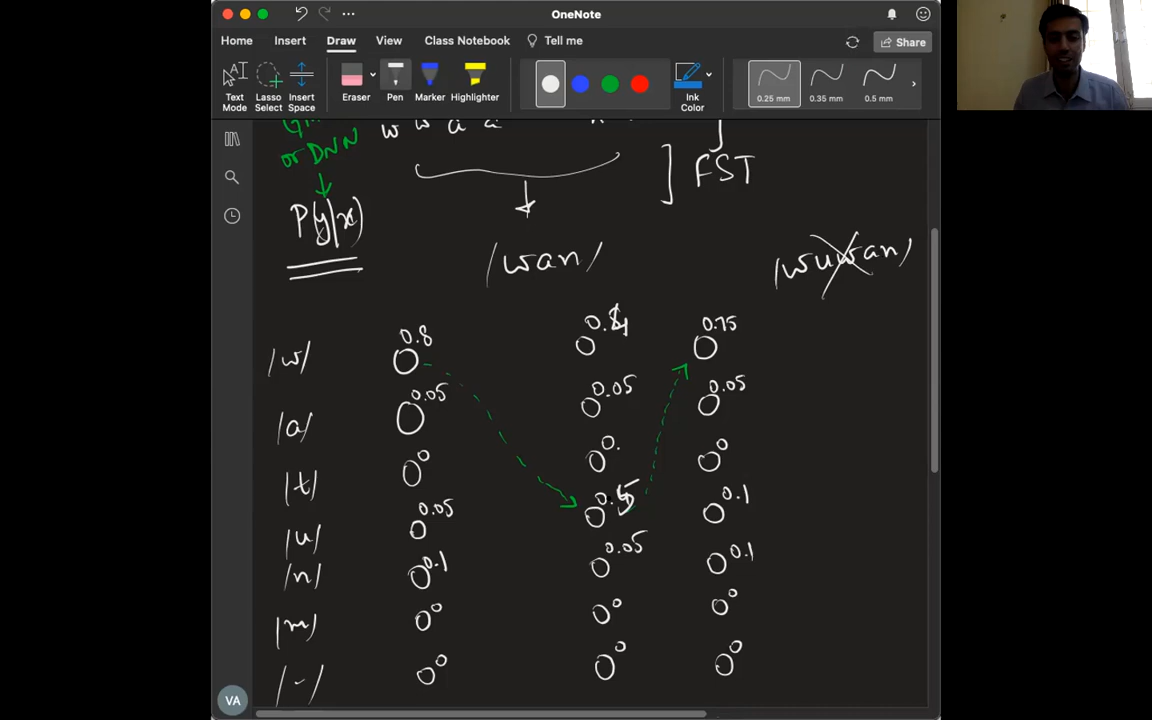 OneNote
Home Insert Draw View Class Notebook Tell me Share
Text Mode Lasso Select Insert Space Eraser Pen Marker Highlighter Ink Color 0.25 mm 0.35 mm 0.5 mm
or DNN w w a a
] FST
P(y|x)
/wan/ /wuwan/
/w/ 0.8 0.75
/a/ 0.05 0.05 0.05
/t/ 0 0. 0
/u/ 0.05 0.1
/n/ 0.1 0.05 0.1
/m/ 0 0 0
/-/ 0 0 0
VA